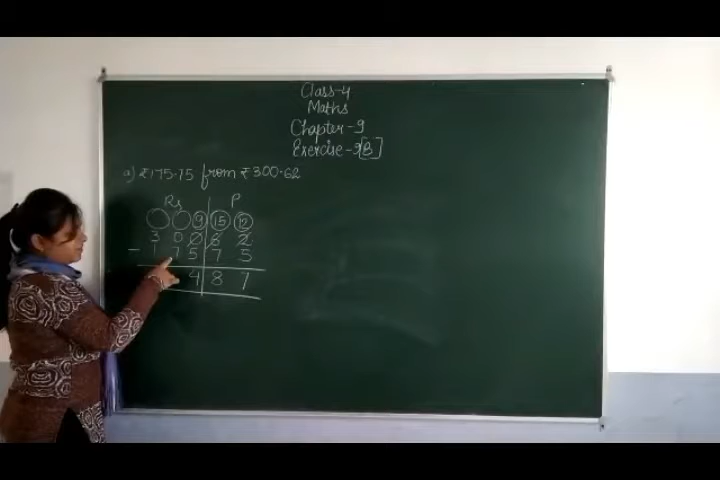 Class-4
Maths
Chapter-9
Exercise-9[B]
a) ₹175.75 from ₹300.62
Rs P
9 15 12
3 0 0 6 2
- 1 7 5 7 5
4 8 7